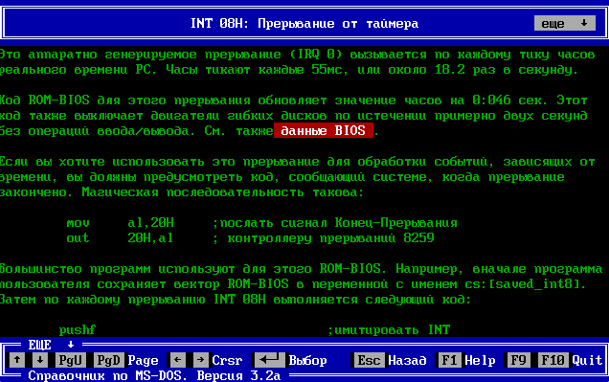 INT 08H: Прерывание от таймера
еще ↓
Это аппаратно генерируемое прерывание (IRQ 0) вызывается по каждому тику часов
реального времени PC. Часы тикают каждые 55мс, или около 18.2 раз в секунду.
Код ROM-BIOS для этого прерывания обновляет значение часов на 0:046 сек. Этот
код также выключает двигатели гибких дисков по истечении примерно двух секунд
без операций ввода/вывода. См. также данные BIOS .
Если вы хотите использовать это прерывание для обработки событий, зависящих от
времени, вы должны предусмотреть код, сообщающий системе, когда прерывание
закончено. Магическая последовательность такова:
mov al,20H ;послать сигнал Конец-Прерывания
out 20H,al ; контроллеру прерываний 8259
Большинство программ используют для этого ROM-BIOS. Например, вначале программа
пользователя сохраняет вектор ROM-BIOS в переменной с именем cs:[saved_int8].
Затем по каждому прерыванию INT 08H выполняется следующий код:
pushf ;имитировать INT
ЕЩЕ ↓
↑ ↓ PgU PgD Page ← → Crsr ←┘ Выбор Esc Назад F1 Help F9 F10 Quit
Справочник по MS-DOS. Версия 3.2a